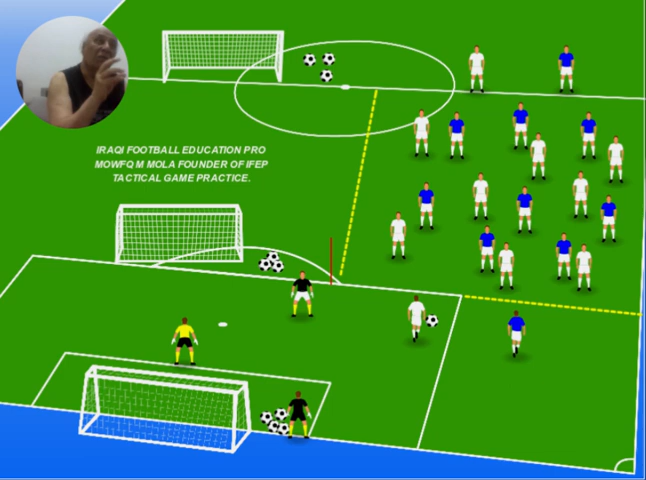 IRAQI FOOTBALL EDUCATION PRO
MOWFQ M MOLA FOUNDER OF IFEP
TACTICAL GAME PRACTICE.